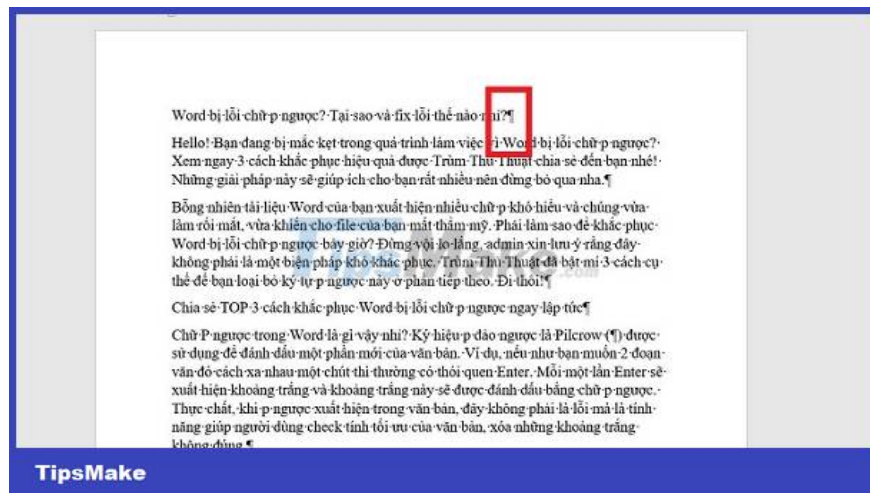 Word bị lỗi chữ p ngược? Tại sao và fix lỗi thế nào nhỉ?¶
Hello! Bạn đang bị mắc kẹt trong quá trình làm việc vì Word bị lỗi chữ p ngược?
Xem ngay 3 cách khắc phục hiệu quả được Trùm Thủ Thuật chia sẻ đến bạn nhé!
Những giải pháp này sẽ giúp ích cho bạn rất nhiều nên đừng bỏ qua nha.¶
Bỗng nhiên tài liệu Word của bạn xuất hiện nhiều chữ p khó hiểu và chúng vừa
làm rối mắt, vừa khiến cho file của bạn mất thẩm mỹ. Phải làm sao để khắc phục
Word bị lỗi chữ p ngược bây giờ? Đừng vội lo lắng, admin xin lưu ý rằng đây
không phải là một biện pháp khó khắc phục. Trùm Thủ Thuật đã bật mí 3 cách cụ
thể để bạn loại bỏ ký tự p ngược này ở phần tiếp theo. Đi thôi!¶
Chia sẻ TOP 3 cách khắc phục Word bị lỗi chữ p ngược ngay lập tức¶
Chữ P ngược trong Word là gì vậy nhỉ? Ký hiệu p đảo ngược là Pilcrow (¶) được
sử dụng để đánh dấu một phần mới của văn bản. Ví dụ, nếu như bạn muốn 2 đoạn
văn đó cách xa nhau một chút thì thường có thói quen Enter. Mỗi một lần Enter sẽ
xuất hiện khoảng trắng và khoảng trắng này sẽ được đánh dấu bằng chữ p ngược.
Thực chất, khi p ngược xuất hiện trong văn bản, đây không phải là lỗi mà là tính
năng giúp người dùng check tính tối ưu của văn bản, xóa những khoảng trắng
không đúng.¶
TipsMake.com
TipsMake